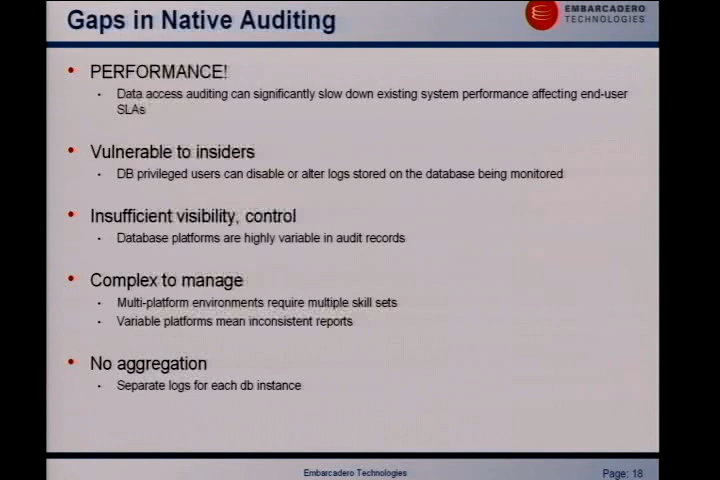 Gaps in Native Auditing
EMBARCADERO
TECHNOLOGIES
• PERFORMANCE!
• Data access auditing can significantly slow down existing system performance affecting end-user
SLAs
• Vulnerable to insiders
• DB privileged users can disable or alter logs stored on the database being monitored
• Insufficient visibility, control
• Database platforms are highly variable in audit records
• Complex to manage
• Multi-platform environments require multiple skill sets
• Variable platforms mean inconsistent reports
• No aggregation
• Separate logs for each db instance
Embarcadero Technologies
Page: 18